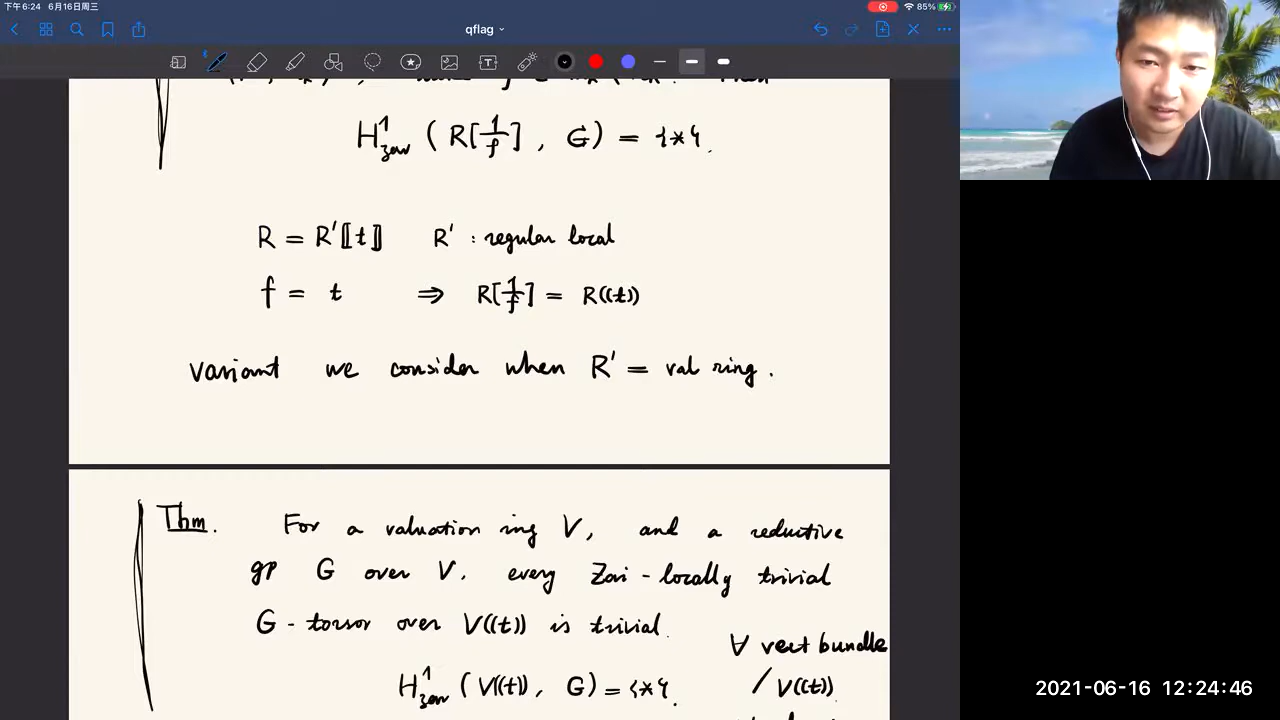 下午6:24 6月16日周三
85%
qflag
H¹_zar ( R[1/f] , G ) = {*}.
R = R'[[t]] R' : regular local
f = t ⇒ R[1/f] = R((t))
variant we consider when R' = val ring.
Thm. For a valuation ring V, and a reductive
gp G over V. every Zar-locally trivial
G-torsor over V((t)) is trivial.
∀ vect bundle
H¹_zar ( V((t)), G ) = {*}.
/ V((t))
2021-06-16 12:24:46